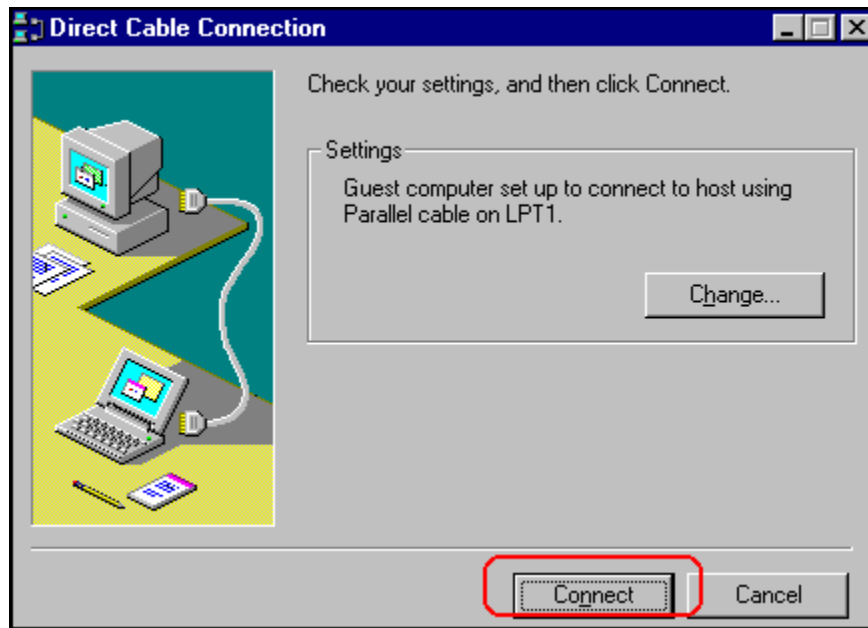 Direct Cable Connection
Check your settings, and then click Connect.
Settings
Guest computer set up to connect to host using
Parallel cable on LPT1.
Change...
Connect
Cancel